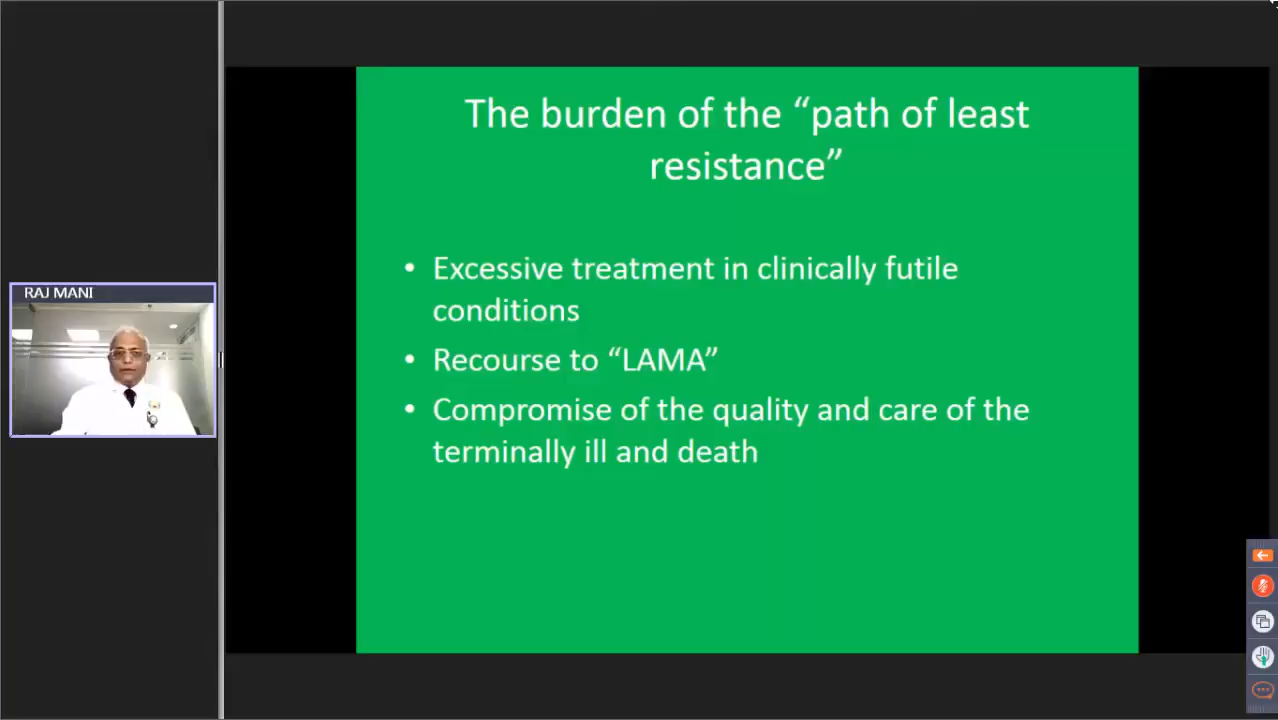 The burden of the “path of least
resistance”
• Excessive treatment in clinically futile
conditions
• Recourse to “LAMA”
• Compromise of the quality and care of the
terminally ill and death
RAJ MANI